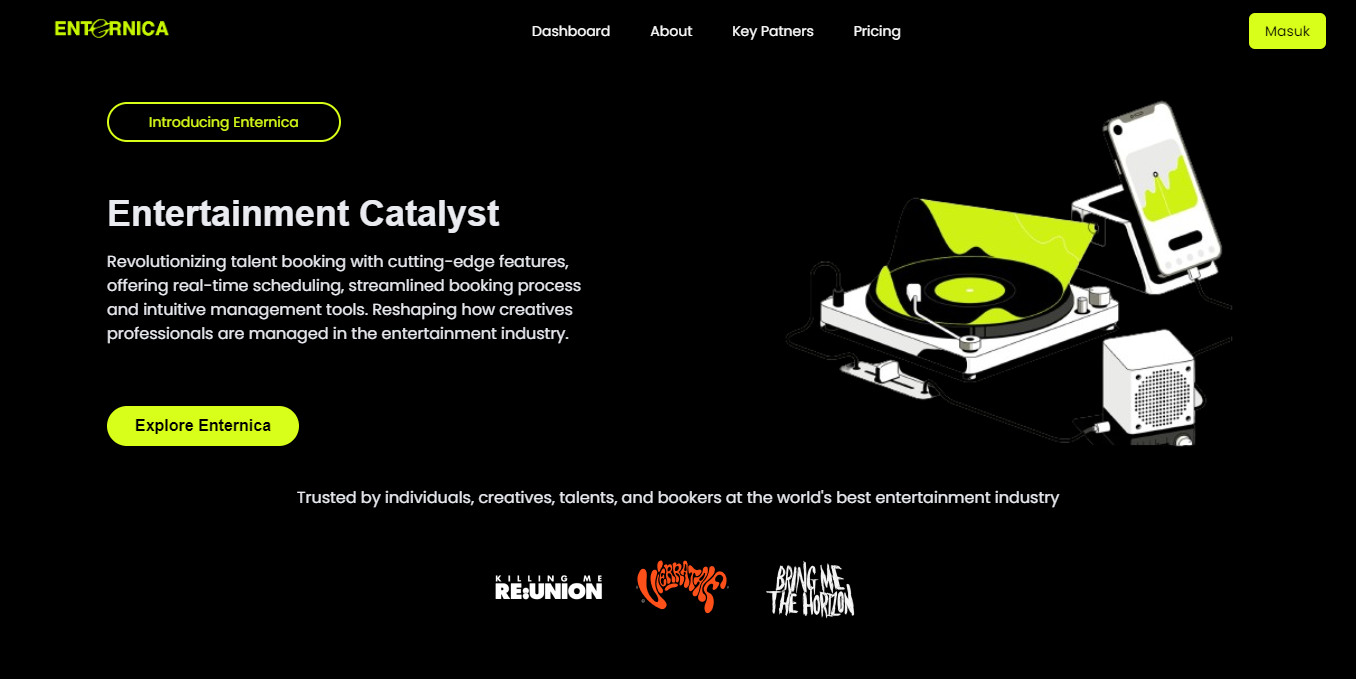 ENTERNICA
Dashboard About Key Patners Pricing
Masuk
Introducing Enternica
Entertainment Catalyst
Revolutionizing talent booking with cutting-edge features,
offering real-time scheduling, streamlined booking process
and intuitive management tools. Reshaping how creatives
professionals are managed in the entertainment industry.
Explore Enternica
Trusted by individuals, creatives, talents, and bookers at the world's best entertainment industry
KILLING ME
RE:UNION
BRING ME
THE HORIZON